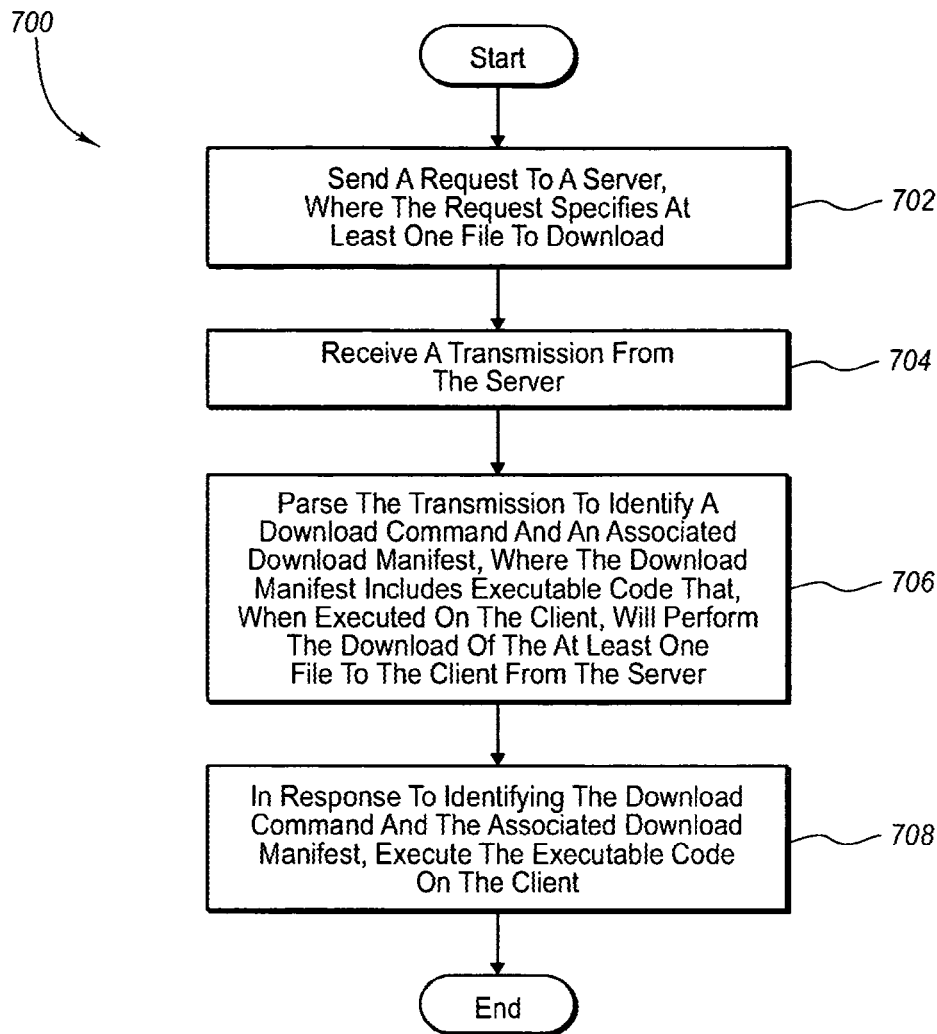 700
Start
Send A Request To A Server,
Where The Request Specifies At
Least One File To Download
702
Receive A Transmission From
The Server
704
Parse The Transmission To Identify A
Download Command And An Associated
Download Manifest, Where The Download
Manifest Includes Executable Code That,
When Executed On The Client, Will Perform
The Download Of The At Least One
File To The Client From The Server
706
In Response To Identifying The Download
Command And The Associated Download
Manifest, Execute The Executable Code
On The Client
708
End